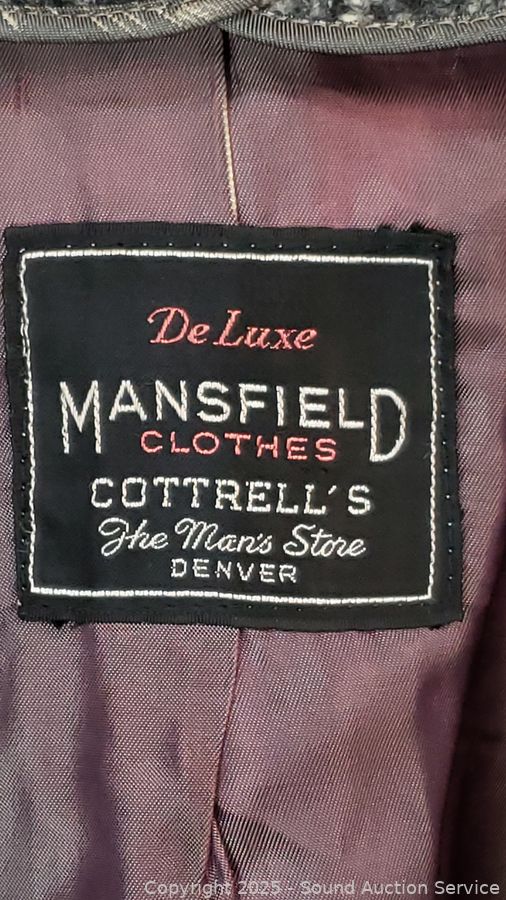 De Luxe
MANSFIELD
CLOTHES
COTTRELL'S
The Man's Store
DENVER
Copyright 2025 - Sound Auction Service